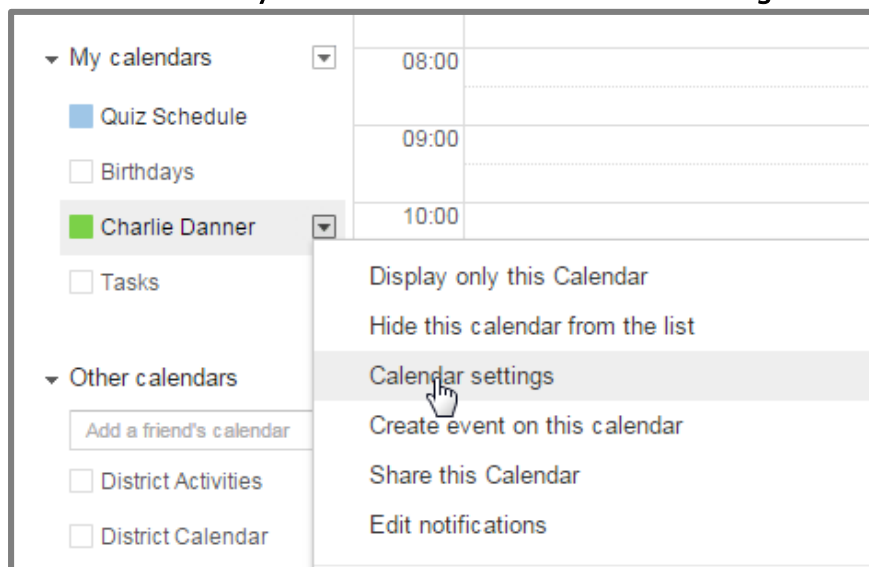 My calendars
Quiz Schedule
Birthdays
Charlie Danner
Tasks
Other calendars
Add a friend's calendar
District Activities
District Calendar
08:00
09:00
10:00
Display only this Calendar
Hide this calendar from the list
Calendar settings
Create event on this calendar
Share this Calendar
Edit notifications